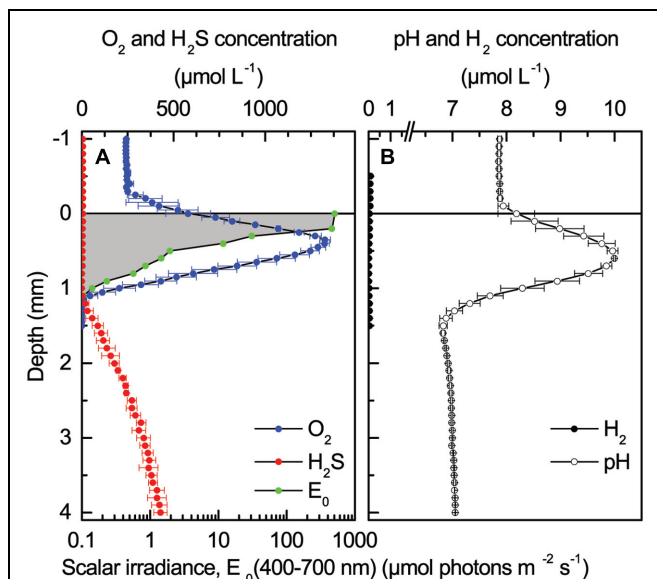 O₂ and H₂S concentration pH and H₂ concentration
(μmol L⁻¹) (μmol L⁻¹)
0 500 1000 0 1 7 8 9 10
-1
A B
0
1
2
3
4
Depth (mm)
O₂
H₂S H₂
E₀ pH
0.1 1 10 100 1000
Scalar irradiance, E₀(400-700 nm) (μmol photons m⁻² s⁻¹)